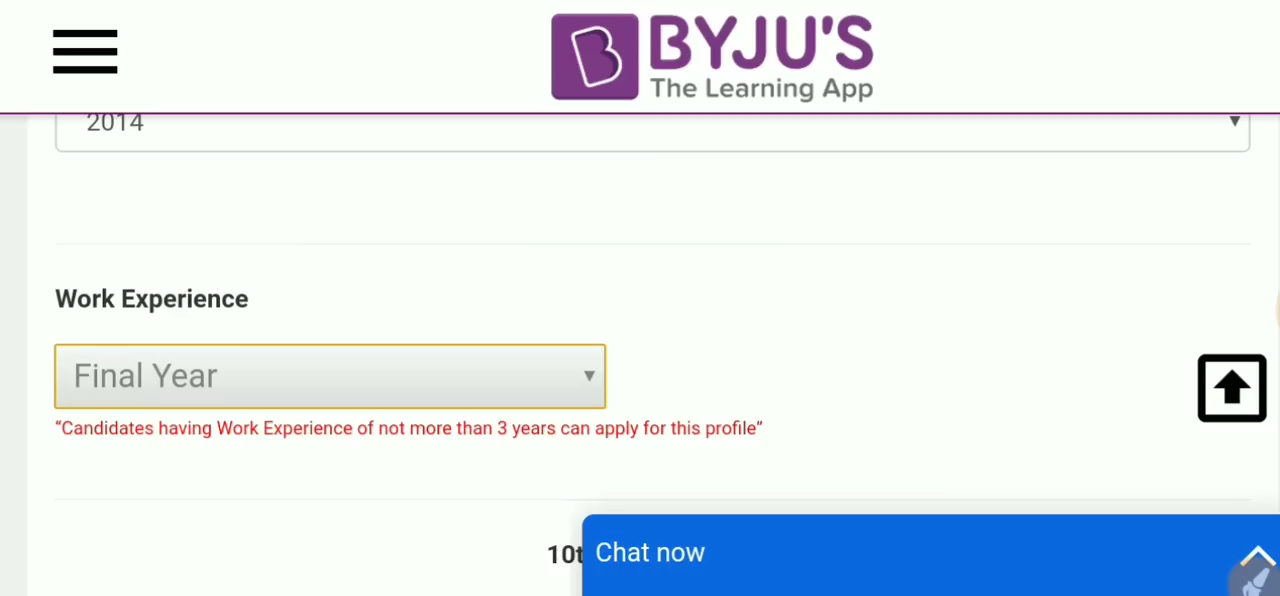 BYJU'S
The Learning App
2014
Work Experience
Final Year
“Candidates having Work Experience of not more than 3 years can apply for this profile”
10t
Chat now